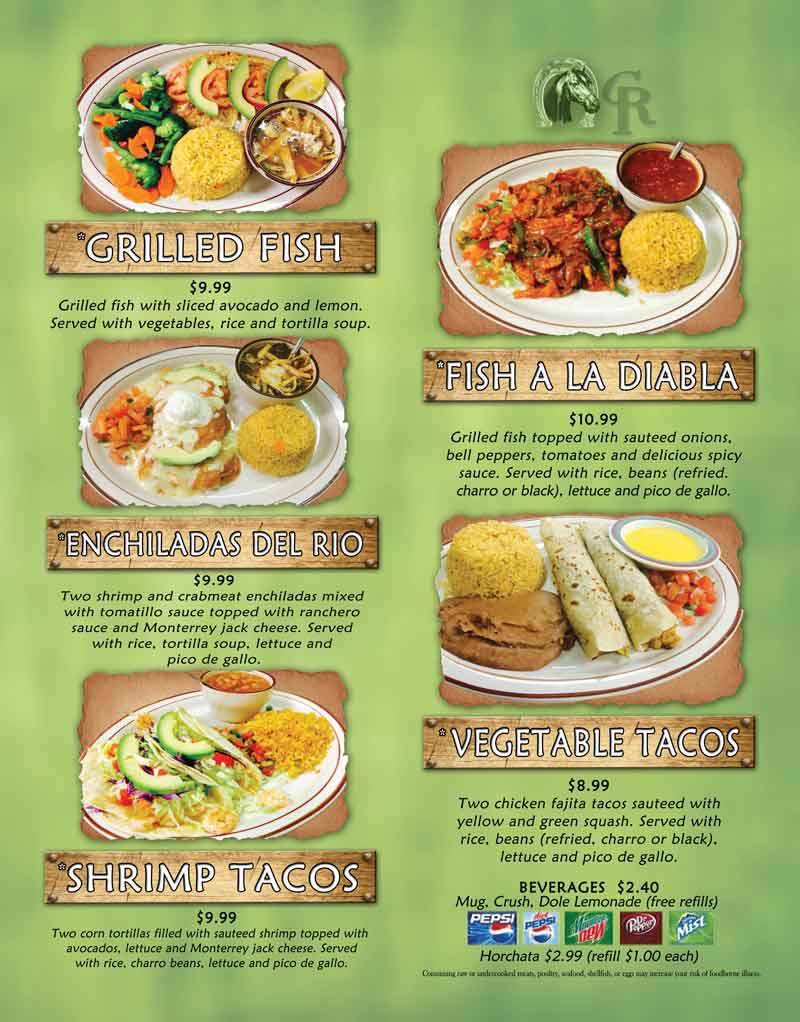 *GRILLED FISH
$9.99
Grilled fish with sliced avocado and lemon.
Served with vegetables, rice and tortilla soup.
*ENCHILADAS DEL RIO
$9.99
Two shrimp and crabmeat enchiladas mixed
with tomatillo sauce topped with ranchero
sauce and Monterrey jack cheese. Served
with rice, tortilla soup, lettuce and
pico de gallo.
*SHRIMP TACOS
$9.99
Two corn tortillas filled with sauteed shrimp topped with
avocados, lettuce and Monterrey jack cheese. Served
with rice, charro beans, lettuce and pico de gallo.
CR
*FISH A LA DIABLA
$10.99
Grilled fish topped with sauteed onions,
bell peppers, tomatoes and delicious spicy
sauce. Served with rice, beans (refried.
charro or black), lettuce and pico de gallo.
*VEGETABLE TACOS
$8.99
Two chicken fajita tacos sauteed with
yellow and green squash. Served with
rice, beans (refried, charro or black),
lettuce and pico de gallo.
BEVERAGES $2.40
Mug, Crush, Dole Lemonade (free refills)
PEPSI diet PEPSI Mountain Dew Dr Pepper Mist
Horchata $2.99 (refill $1.00 each)
Consuming raw or undercooked meats, poultry, seafood, shellfish, or eggs may increase your risk of foodborne illness.